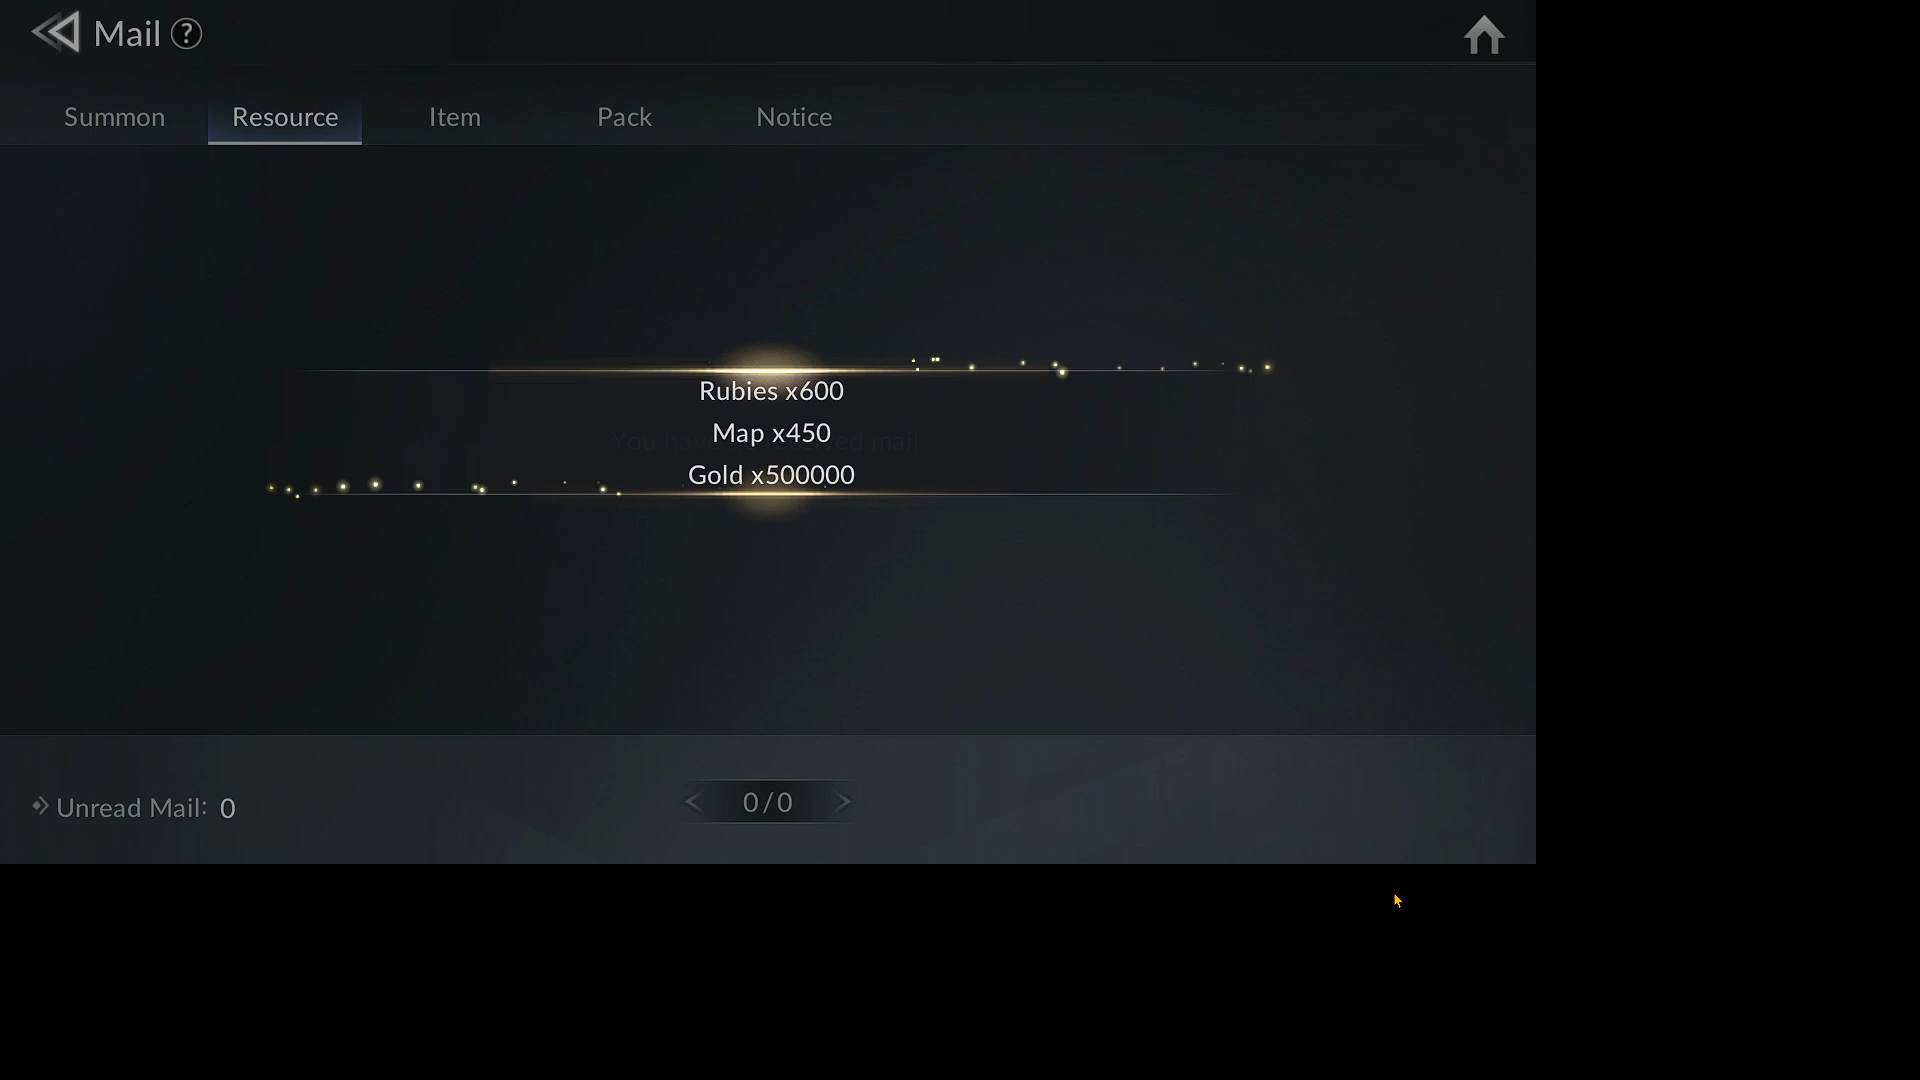 Mail ?
Summon Resource Item Pack Notice
Rubies x600
Map x450
Gold x500000
Unread Mail: 0
0/0